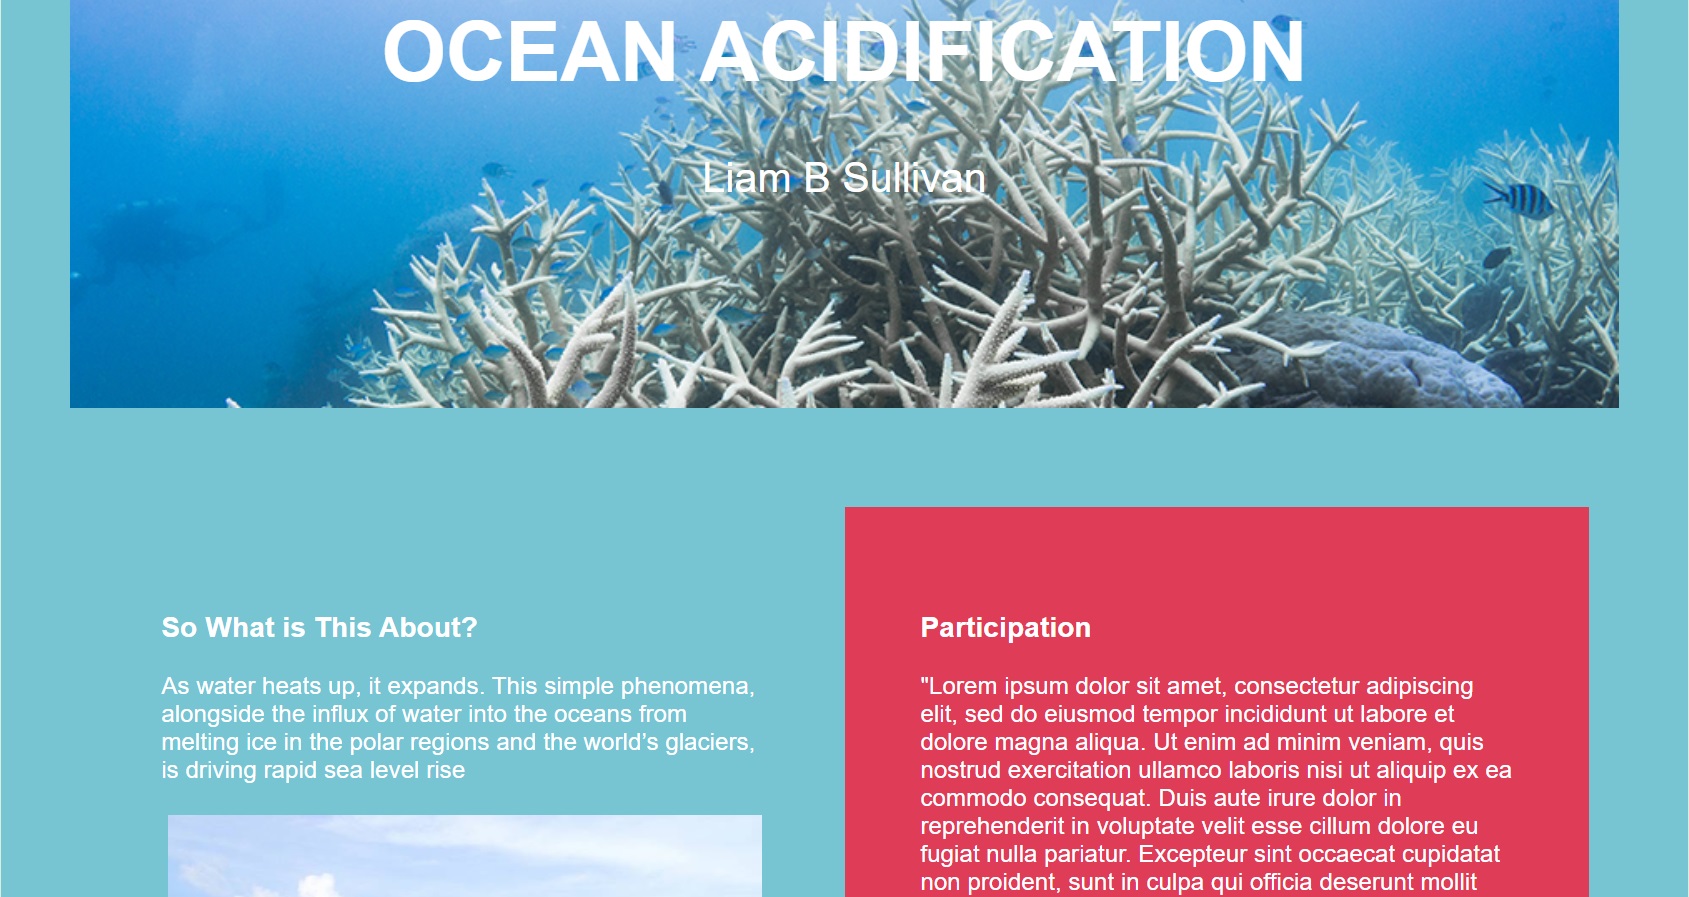 OCEAN ACIDIFICATION
Liam B Sullivan
So What is This About?
As water heats up, it expands. This simple phenomena,
alongside the influx of water into the oceans from
melting ice in the polar regions and the world’s glaciers,
is driving rapid sea level rise
Participation
"Lorem ipsum dolor sit amet, consectetur adipiscing
elit, sed do eiusmod tempor incididunt ut labore et
dolore magna aliqua. Ut enim ad minim veniam, quis
nostrud exercitation ullamco laboris nisi ut aliquip ex ea
commodo consequat. Duis aute irure dolor in
reprehenderit in voluptate velit esse cillum dolore eu
fugiat nulla pariatur. Excepteur sint occaecat cupidatat
non proident, sunt in culpa qui officia deserunt mollit